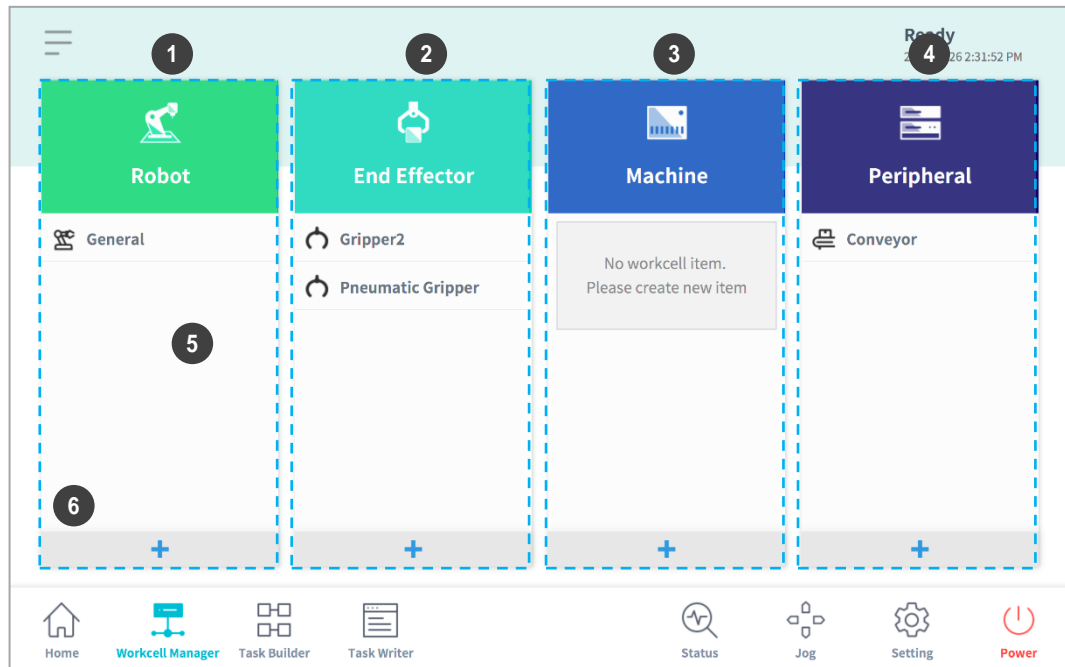 Ready
26 2:31:52 PM
1
2
3
4
Robot
End Effector
Machine
Peripheral
General
Gripper2
Pneumatic Gripper
No workcell item.
Please create new item
Conveyor
5
6
+
+
+
+
Home
Workcell Manager
Task Builder
Task Writer
Status
Jog
Setting
Power